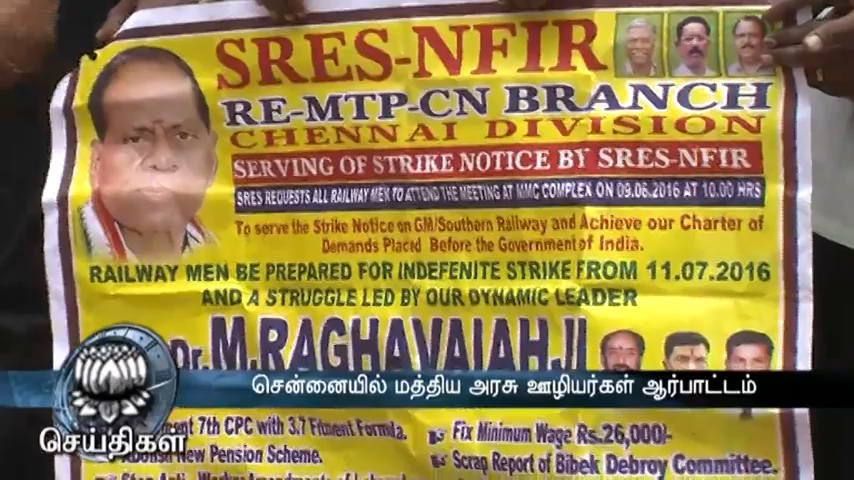 SRES-NFIR
RE-MTP-CN BRANCH
CHENNAI DIVISION
SERVING OF STRIKE NOTICE BY SRES-NFIR
SRES REQUESTS ALL RAILWAY MEN TO ATTEND THE MEETING AT MMC COMPLEX ON 09.06.2016 AT 10.00 HRS
To serve the Strike Notice on GM/Southern Railway and Achieve our Charter of
Demands Placed Before the Government of India.
RAILWAY MEN BE PREPARED FOR INDEFENITE STRIKE FROM 11.07.2016
AND A STRUGGLE LED BY OUR DYNAMIC LEADER
Dr. M.RAGHAVAIAH JI
சென்னையில் மத்திய அரசு ஊழியர்கள் ஆர்பாட்டம்
செய்திகள்
7th CPC with 3.7 Fitment Formula.
New Pension Scheme.
Fix Minimum Wage Rs.26,000/-
Scrap Report of Bibek Debroy Committee.